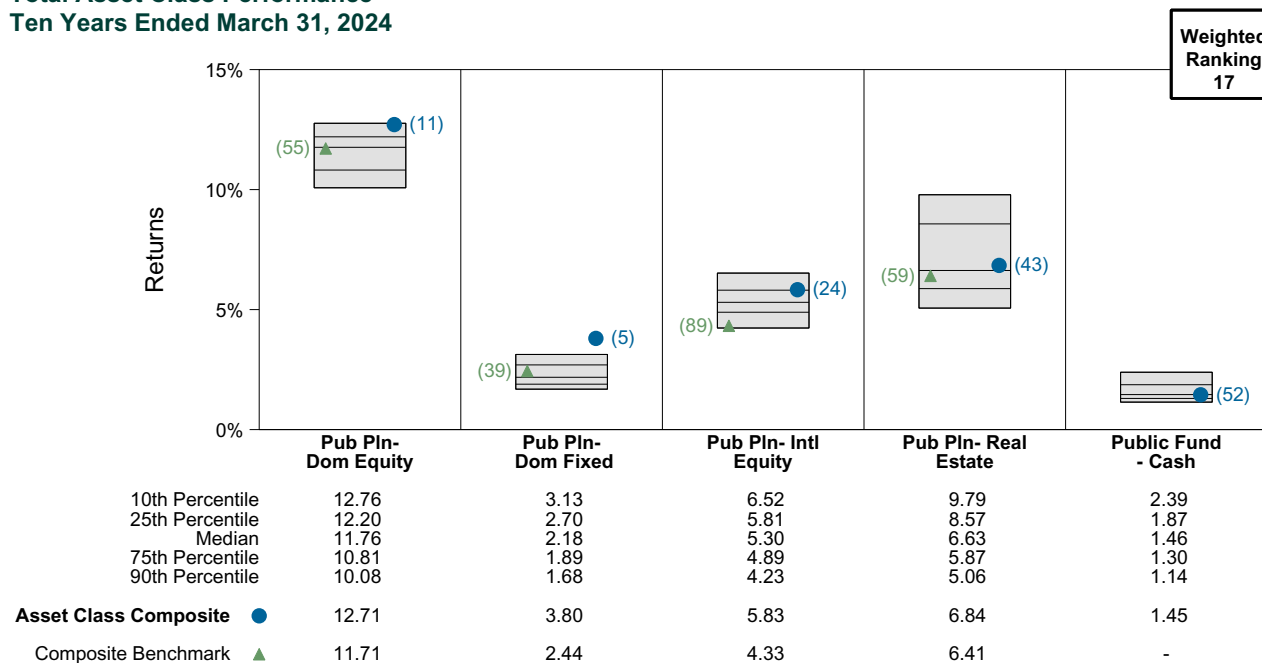 Total Asset Class Performance
Ten Years Ended March 31, 2024
Weighted
Ranking
17
15%
10%
5%
0%
Returns
(55)
(11)
(39)
(5)
(89)
(24)
(59)
(43)
(52)
Pub Pln- Dom Equity
Pub Pln- Dom Fixed
Pub Pln- Intl Equity
Pub Pln- Real Estate
Public Fund - Cash
10th Percentile 12.76 3.13 6.52 9.79 2.39
25th Percentile 12.20 2.70 5.81 8.57 1.87
Median 11.76 2.18 5.30 6.63 1.46
75th Percentile 10.81 1.89 4.89 5.87 1.30
90th Percentile 10.08 1.68 4.23 5.06 1.14
Asset Class Composite 12.71 3.80 5.83 6.84 1.45
Composite Benchmark 11.71 2.44 4.33 6.41 -